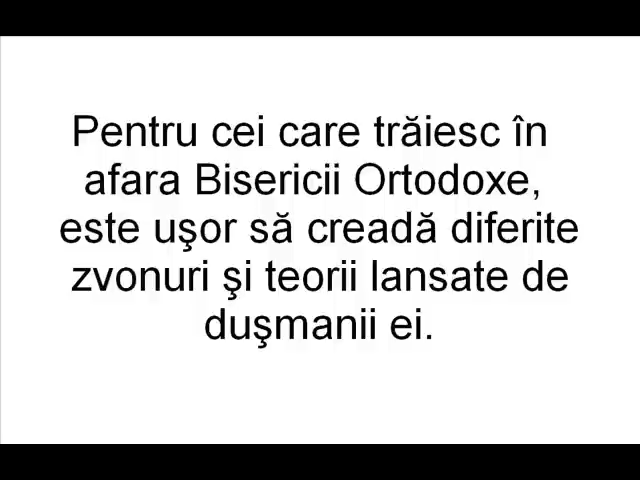 Pentru cei care trăiesc în
afara Bisericii Ortodoxe,
este uşor să creadă diferite
zvonuri şi teorii lansate de
duşmanii ei.